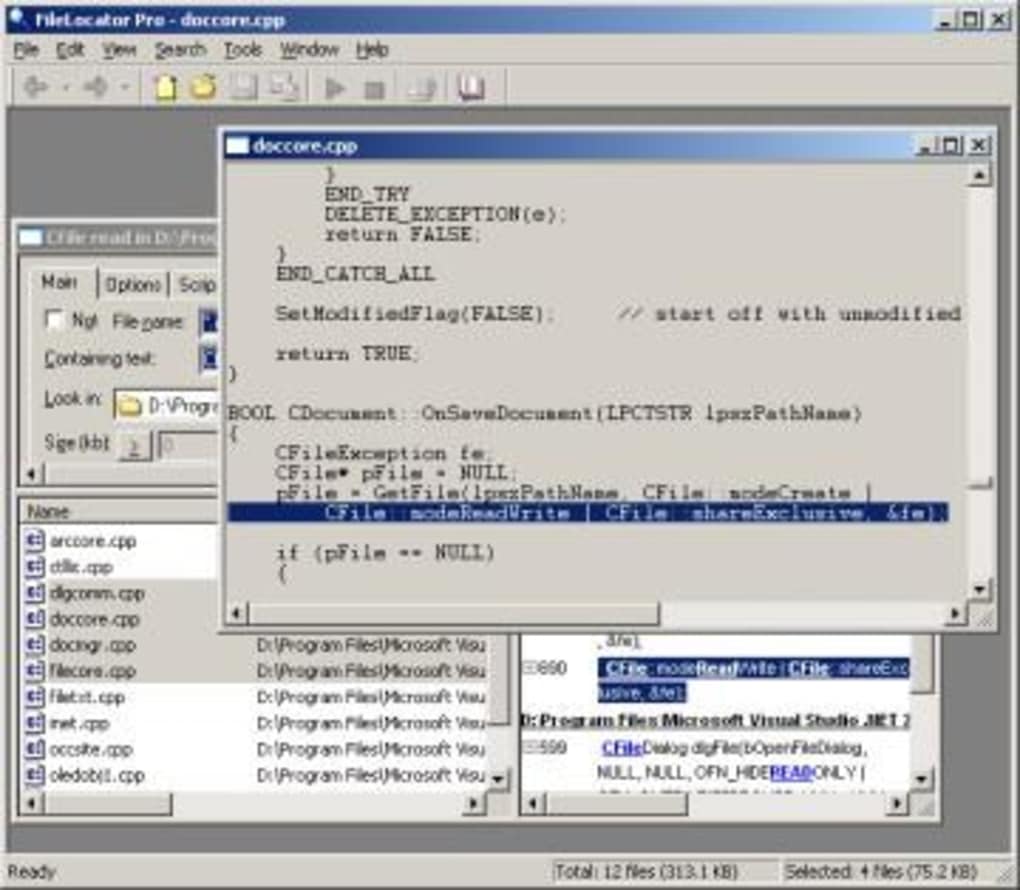 FileLocator Pro - doccore.cpp
File Edit View Search Tools Window Help
doccore.cpp
}
END_TRY
DELETE_EXCEPTION(e);
return FALSE;
}
END_CATCH_ALL
SetModifiedFlag(FALSE); // start off with unmodified
return TRUE;
}
BOOL CDocument::OnSaveDocument(LPCTSTR lpszPathName)
{
CFileException fe;
CFile* pFile = NULL;
pFile = GetFile(lpszPathName, CFile::modeCreate |
CFile::modeReadWrite | CFile::shareExclusive, &fe);
if (pFile == NULL)
{
CFile read in D:\Prog
Main Options Scrip
Not File name:
Containing text:
Look in: D:\Progra
Size (kb): > 0
Name
arccore.cpp
ctllic.cpp
dlgcomm.cpp
doccore.cpp
docmgr.cpp D:\Program Files\Microsoft Visu
filecore.cpp D:\Program Files\Microsoft Visu
filetxt.cpp D:\Program Files\Microsoft Visu
inet.cpp D:\Program Files\Microsoft Visu
occsite.cpp D:\Program Files\Microsoft Visu
oledobj1.cpp D:\Program Files\Microsoft Visu
, &fe);
690 CFile::modeReadWrite | CFile::shareExc
lusive, &fe);
D:\Program Files\Microsoft Visual Studio .NET 2
599 CFileDialog dlgFile(bOpenFileDialog,
NULL, NULL, OFN_HIDEREADONLY |
Ready Total: 12 files (313.1 KB) Selected: 4 files (75.2 KB)